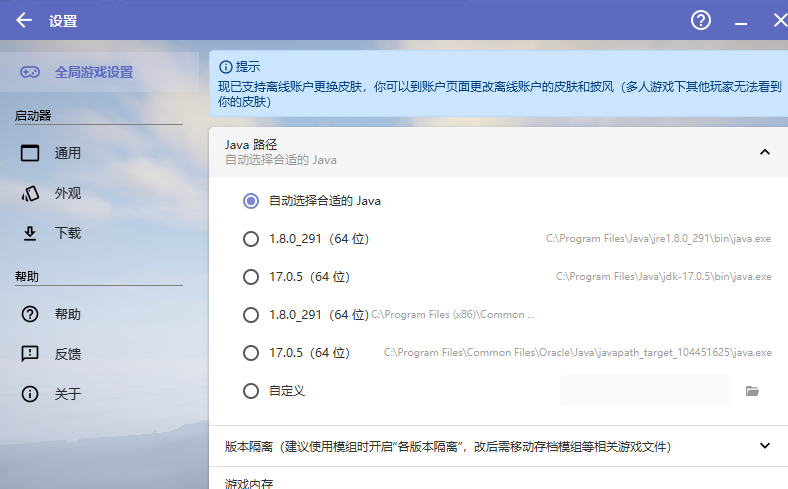 设置
全局游戏设置
启动器
通用
外观
下载
帮助
帮助
反馈
关于
提示
现已支持离线账户更换皮肤，你可以到账户页面更改离线账户的皮肤和披风（多人游戏下其他玩家无法看到
你的皮肤）
Java 路径
自动选择合适的 Java
自动选择合适的 Java
1.8.0_291（64 位） C:\Program Files\Java\jre1.8.0_291\bin\java.exe
17.0.5（64 位） C:\Program Files\Java\jdk-17.0.5\bin\java.exe
1.8.0_291（64 位） C:\Program Files (x86)\Common ...
17.0.5（64 位） C:\Program Files\Common Files\Oracle\Java\javapath_target_104451625\java.exe
自定义
版本隔离（建议使用模组时开启“各版本隔离”，改后需移动存档模组等相关游戏文件）
游戏内存